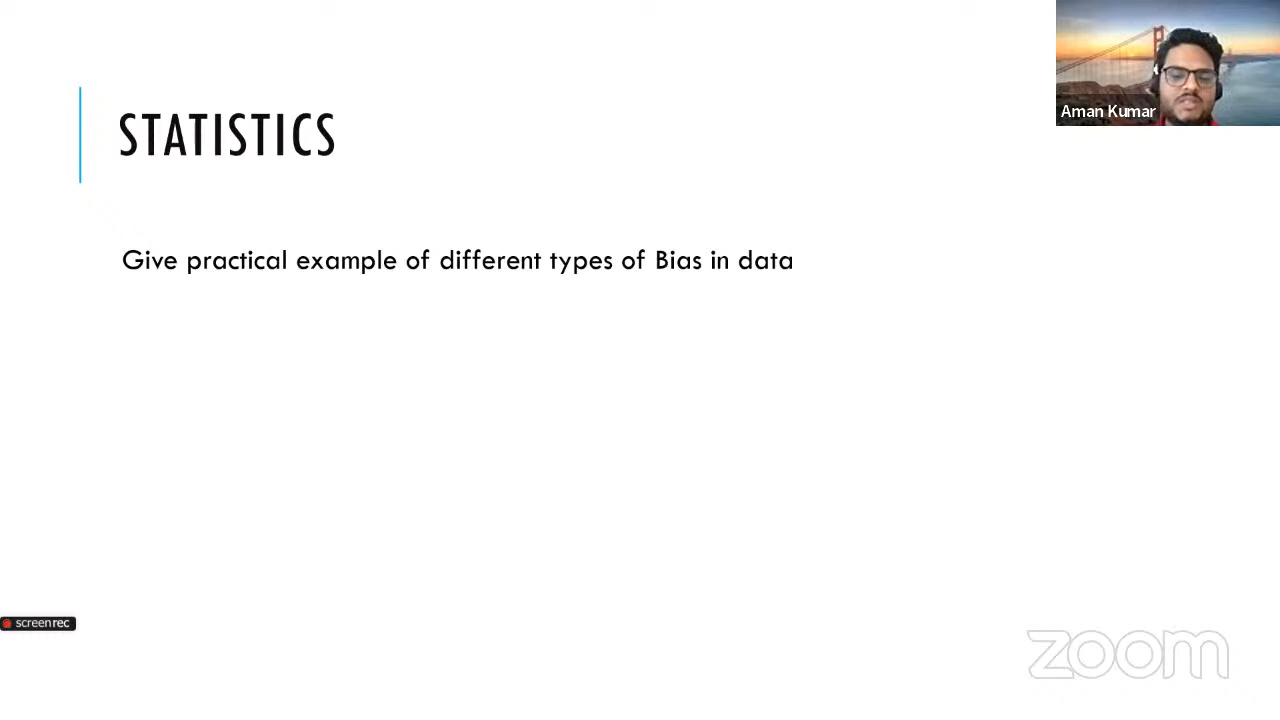 Aman Kumar
STATISTICS
Give practical example of different types of Bias in data
screenrec
zoom